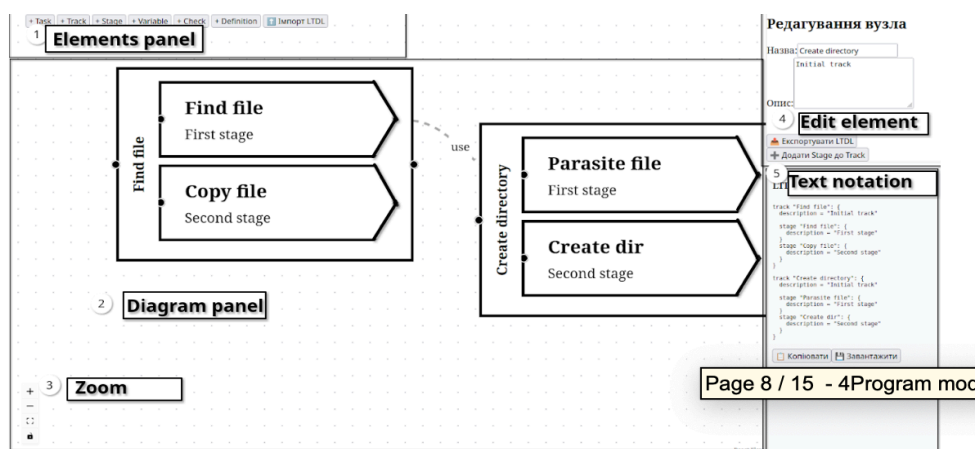 + Task + Track + Stage + Variable + Check + Definition ⬆️ Імпорт LTDL
1 Elements panel
Find file
Find file
First stage
Copy file
Second stage
use
Create directory
Parasite file
First stage
Create dir
Second stage
2 Diagram panel
3 Zoom
Редагування вузла
Назва: Create directory
Initial track
Опис:
4 Edit element
📤 Експортувати LTDL
➕ Додати Stage до Track
5 Text notation
track "Find file": {
description = "Initial track"
stage "Find file": {
description = "First stage"
}
stage "Copy file": {
description = "Second stage"
}
}
track "Create directory": {
description = "Initial track"
stage "Parasite file": {
description = "First stage"
}
stage "Create dir": {
description = "Second stage"
}
}
📋 Копіювати 💾 Завантажити
Page 8 / 15 - 4Program mod